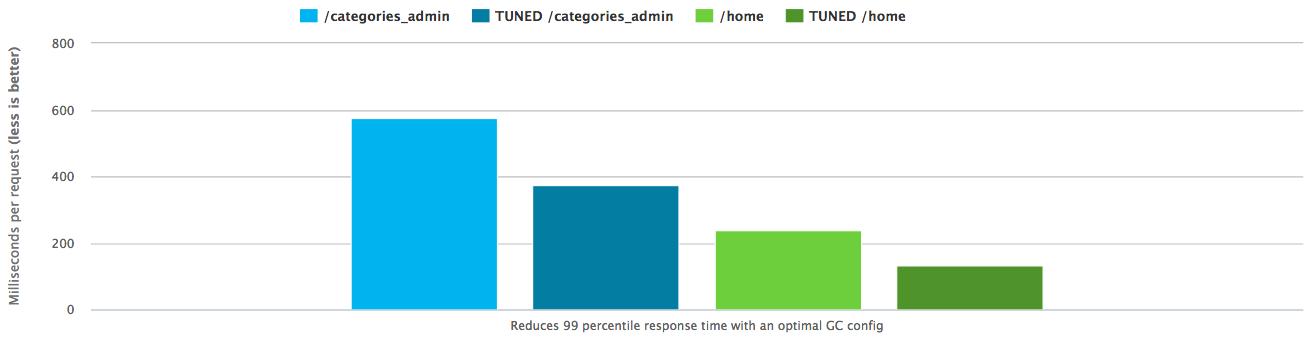 /categories_admin TUNED /categories_admin /home TUNED /home
Milliseconds per request (less is better)
800
600
400
200
0
Reduces 99 percentile response time with an optimal GC config